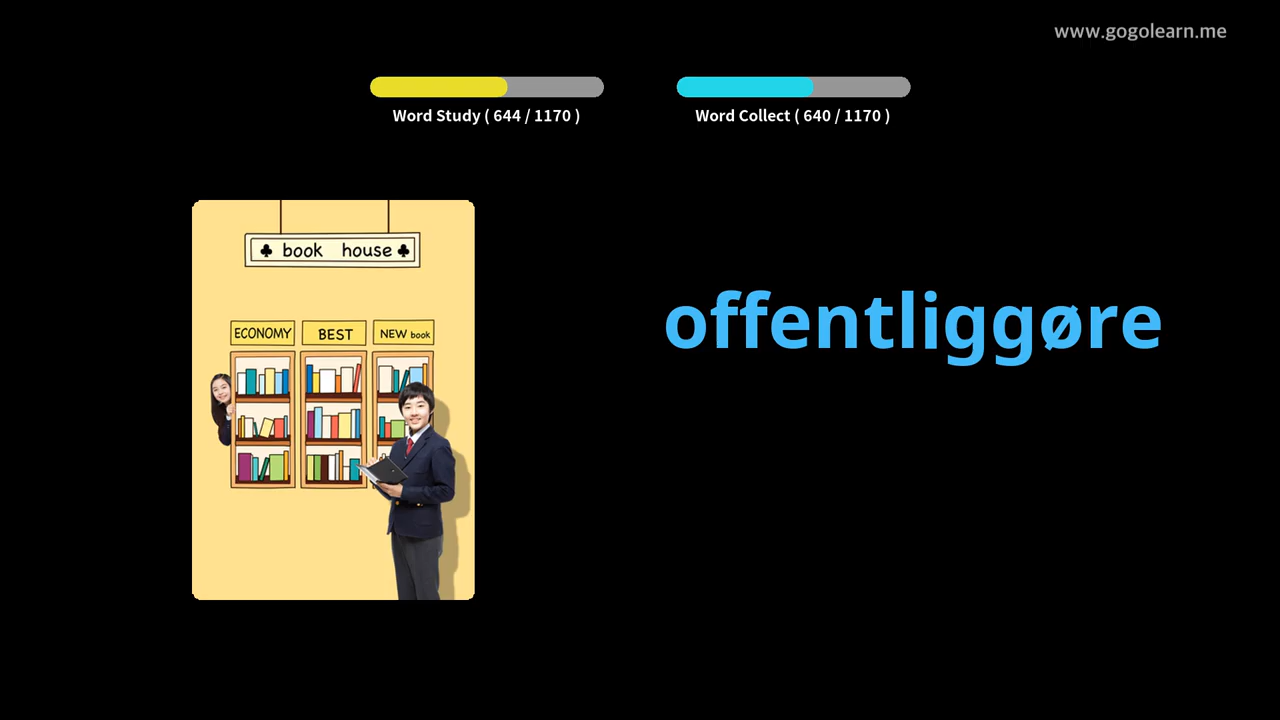 www.gogolearn.me
Word Study ( 644 / 1170 )
Word Collect ( 640 / 1170 )
♣ book house ♣
ECONOMY
BEST
NEW book
offentliggøre